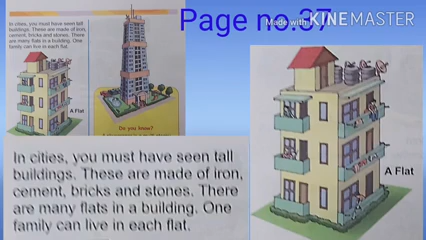 Page no.37
Made with KINEMASTER
In cities, you must have seen tall
buildings. These are made of iron,
cement, bricks and stones. There
are many flats in a building. One
family can live in each flat.
A Flat
Do you know?
In cities, you must have seen tall
buildings. These are made of iron,
cement, bricks and stones. There
are many flats in a building. One
family can live in each flat.
A Flat